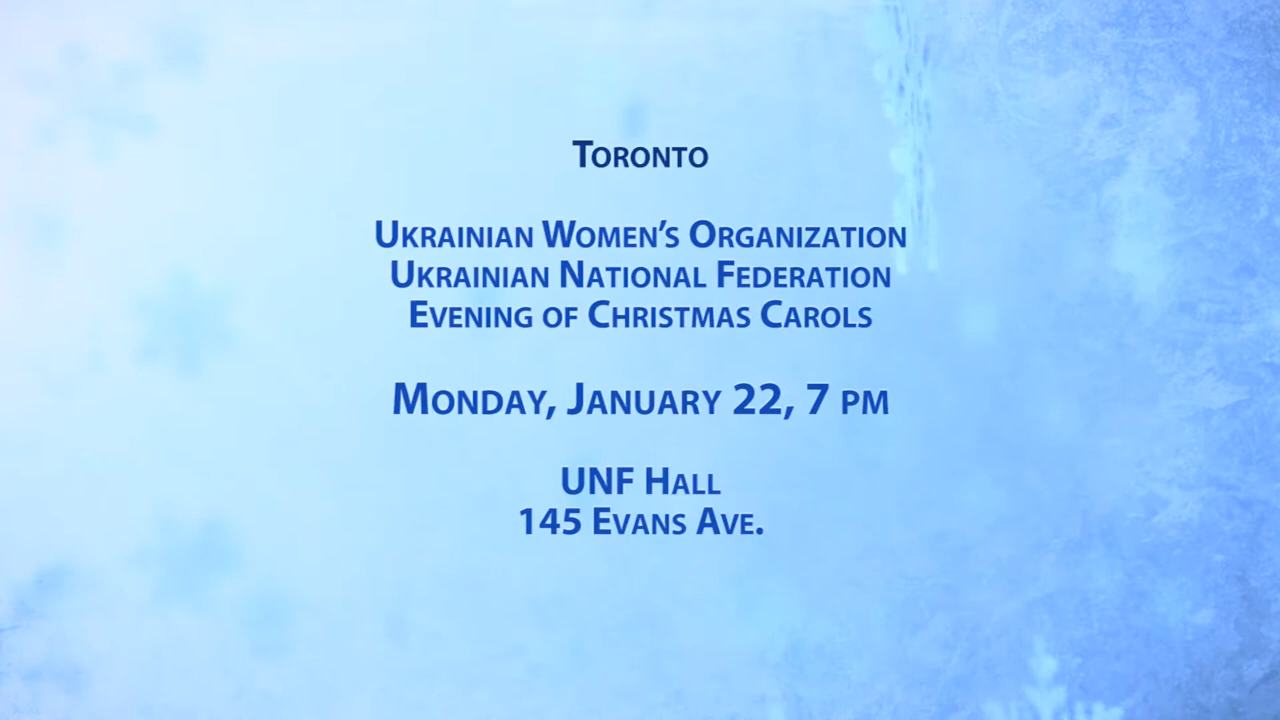 Toronto
Ukrainian Women's Organization
Ukrainian National Federation
Evening of Christmas Carols
Monday, January 22, 7 pm
UNF Hall
145 Evans Ave.